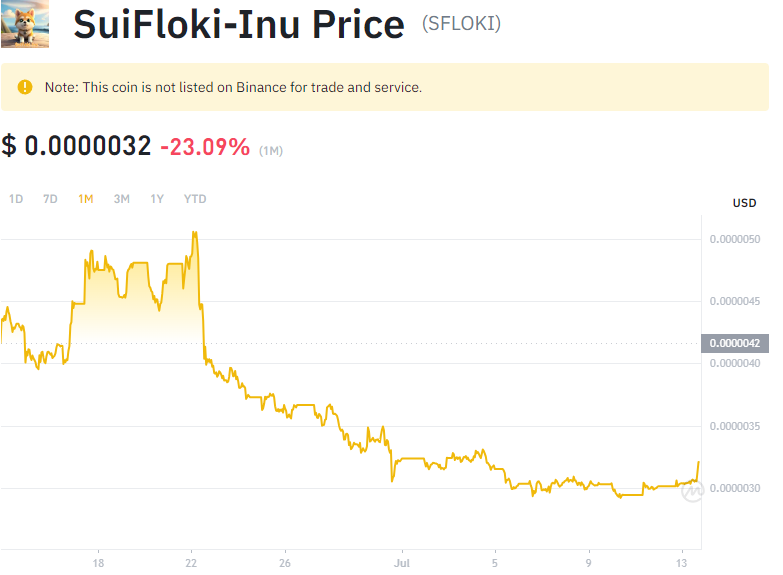 SuiFloki-Inu Price (SFLOKI)
Note: This coin is not listed on Binance for trade and service.
$ 0.0000032 -23.09% (1M)
1D 7D 1M 3M 1Y YTD
USD
0.0000050
0.0000045
0.0000042
0.0000040
0.0000035
0.0000030
18 22 26 Jul 5 9 13